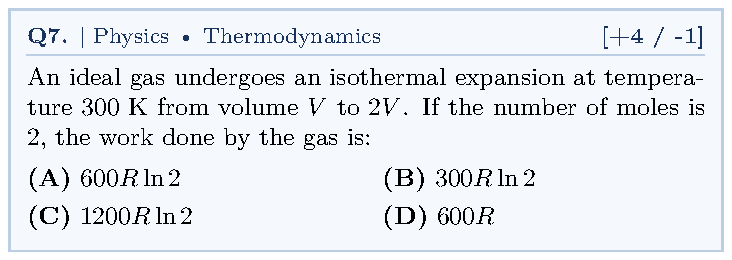 Q7. | Physics • Thermodynamics [+4 / -1]
An ideal gas undergoes an isothermal expansion at tempera-
ture 300 K from volume V to 2V. If the number of moles is
2, the work done by the gas is:
(A) 600R ln 2 (B) 300R ln 2
(C) 1200R ln 2 (D) 600R